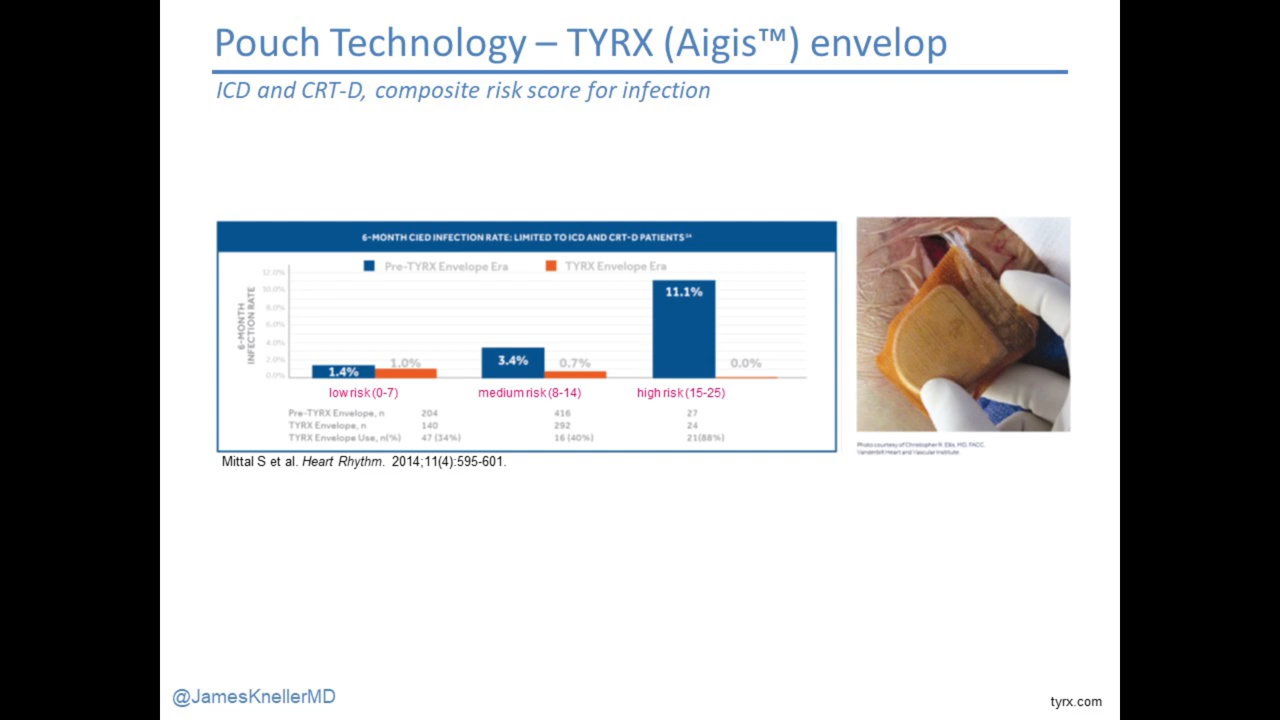 Pouch Technology – TYRX (Aigis™) envelop
ICD and CRT-D, composite risk score for infection
6-MONTH CIED INFECTION RATE: LIMITED TO ICD AND CRT-D PATIENTS³⁴
Pre-TYRX Envelope Era TYRX Envelope Era
6-MONTH
INFECTION RATE
12.0%
10.0%
8.0%
6.0%
4.0%
2.0%
0.0%
1.4% 1.0% 3.4% 0.7% 11.1% 0.0%
low risk (0-7) medium risk (8-14) high risk (15-25)
Pre-TYRX Envelope, n 204 416 27
TYRX Envelope, n 140 292 24
TYRX Envelope Use, n(%) 47 (34%) 16 (40%) 21(88%)
Mittal S et al. Heart Rhythm. 2014;11(4):595-601.
Photo courtesy of Christopher R. Ellis, MD, FACC,
Vanderbilt Heart and Vascular Institute
@JamesKnellerMD
tyrx.com